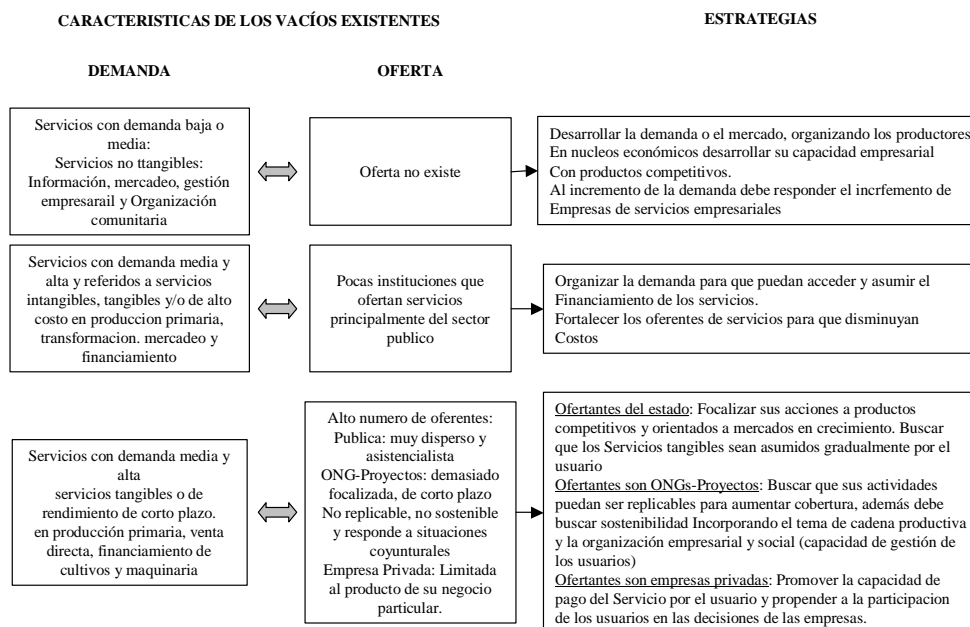 CARACTERISTICAS DE LOS VACÍOS EXISTENTES
ESTRATEGIAS
DEMANDA
OFERTA
Servicios con demanda baja o
media:
Servicios no ttangibles:
Información, mercadeo, gestión
empresarail y Organización
comunitaria
Oferta no existe
Desarrollar la demanda o el mercado, organizando los productores
En nucleos económicos desarrollar su capacidad empresarial
Con productos competitivos.
Al incremento de la demanda debe responder el incrfemento de
Empresas de servicios empresariales
Servicios con demanda media y
alta y referidos a servicios
intangibles, tangibles y/o de alto
costo en produccion primaria,
transformacion. mercadeo y
financiamiento
Pocas instituciones que
ofertan servicios
principalmente del sector
publico
Organizar la demanda para que puedan acceder y asumir el
Financiamiento de los servicios.
Fortalecer los oferentes de servicios para que disminuyan
Costos
Servicios con demanda media y
alta
servicios tangibles o de
rendimiento de corto plazo.
en producción primaria, venta
directa, financiamiento de
cultivos y maquinaria
Alto numero de oferentes:
Publica: muy disperso y
asistencialista
ONG-Proyectos: demasiado
focalizada, de corto plazo
No replicable, no sostenible
y responde a situaciones
coyunturales
Empresa Privada: Limitada
al producto de su negocio
particular.
Ofertantes del estado: Focalizar sus acciones a productos
competitivos y orientados a mercados en crecimiento. Buscar
que los Servicios tangibles sean asumidos gradualmente por el
usuario
Ofertantes son ONGs-Proyectos: Buscar que sus actividades
puedan ser replicables para aumentar cobertura, además debe
buscar sostenibilidad Incorporando el tema de cadena productiva
y la organización empresarial y social (capacidad de gestión de
los usuarios)
Ofertantes son empresas privadas: Promover la capacidad de
pago del Servicio por el usuario y propender a la participacion
de los usuarios en las decisiones de las empresas.